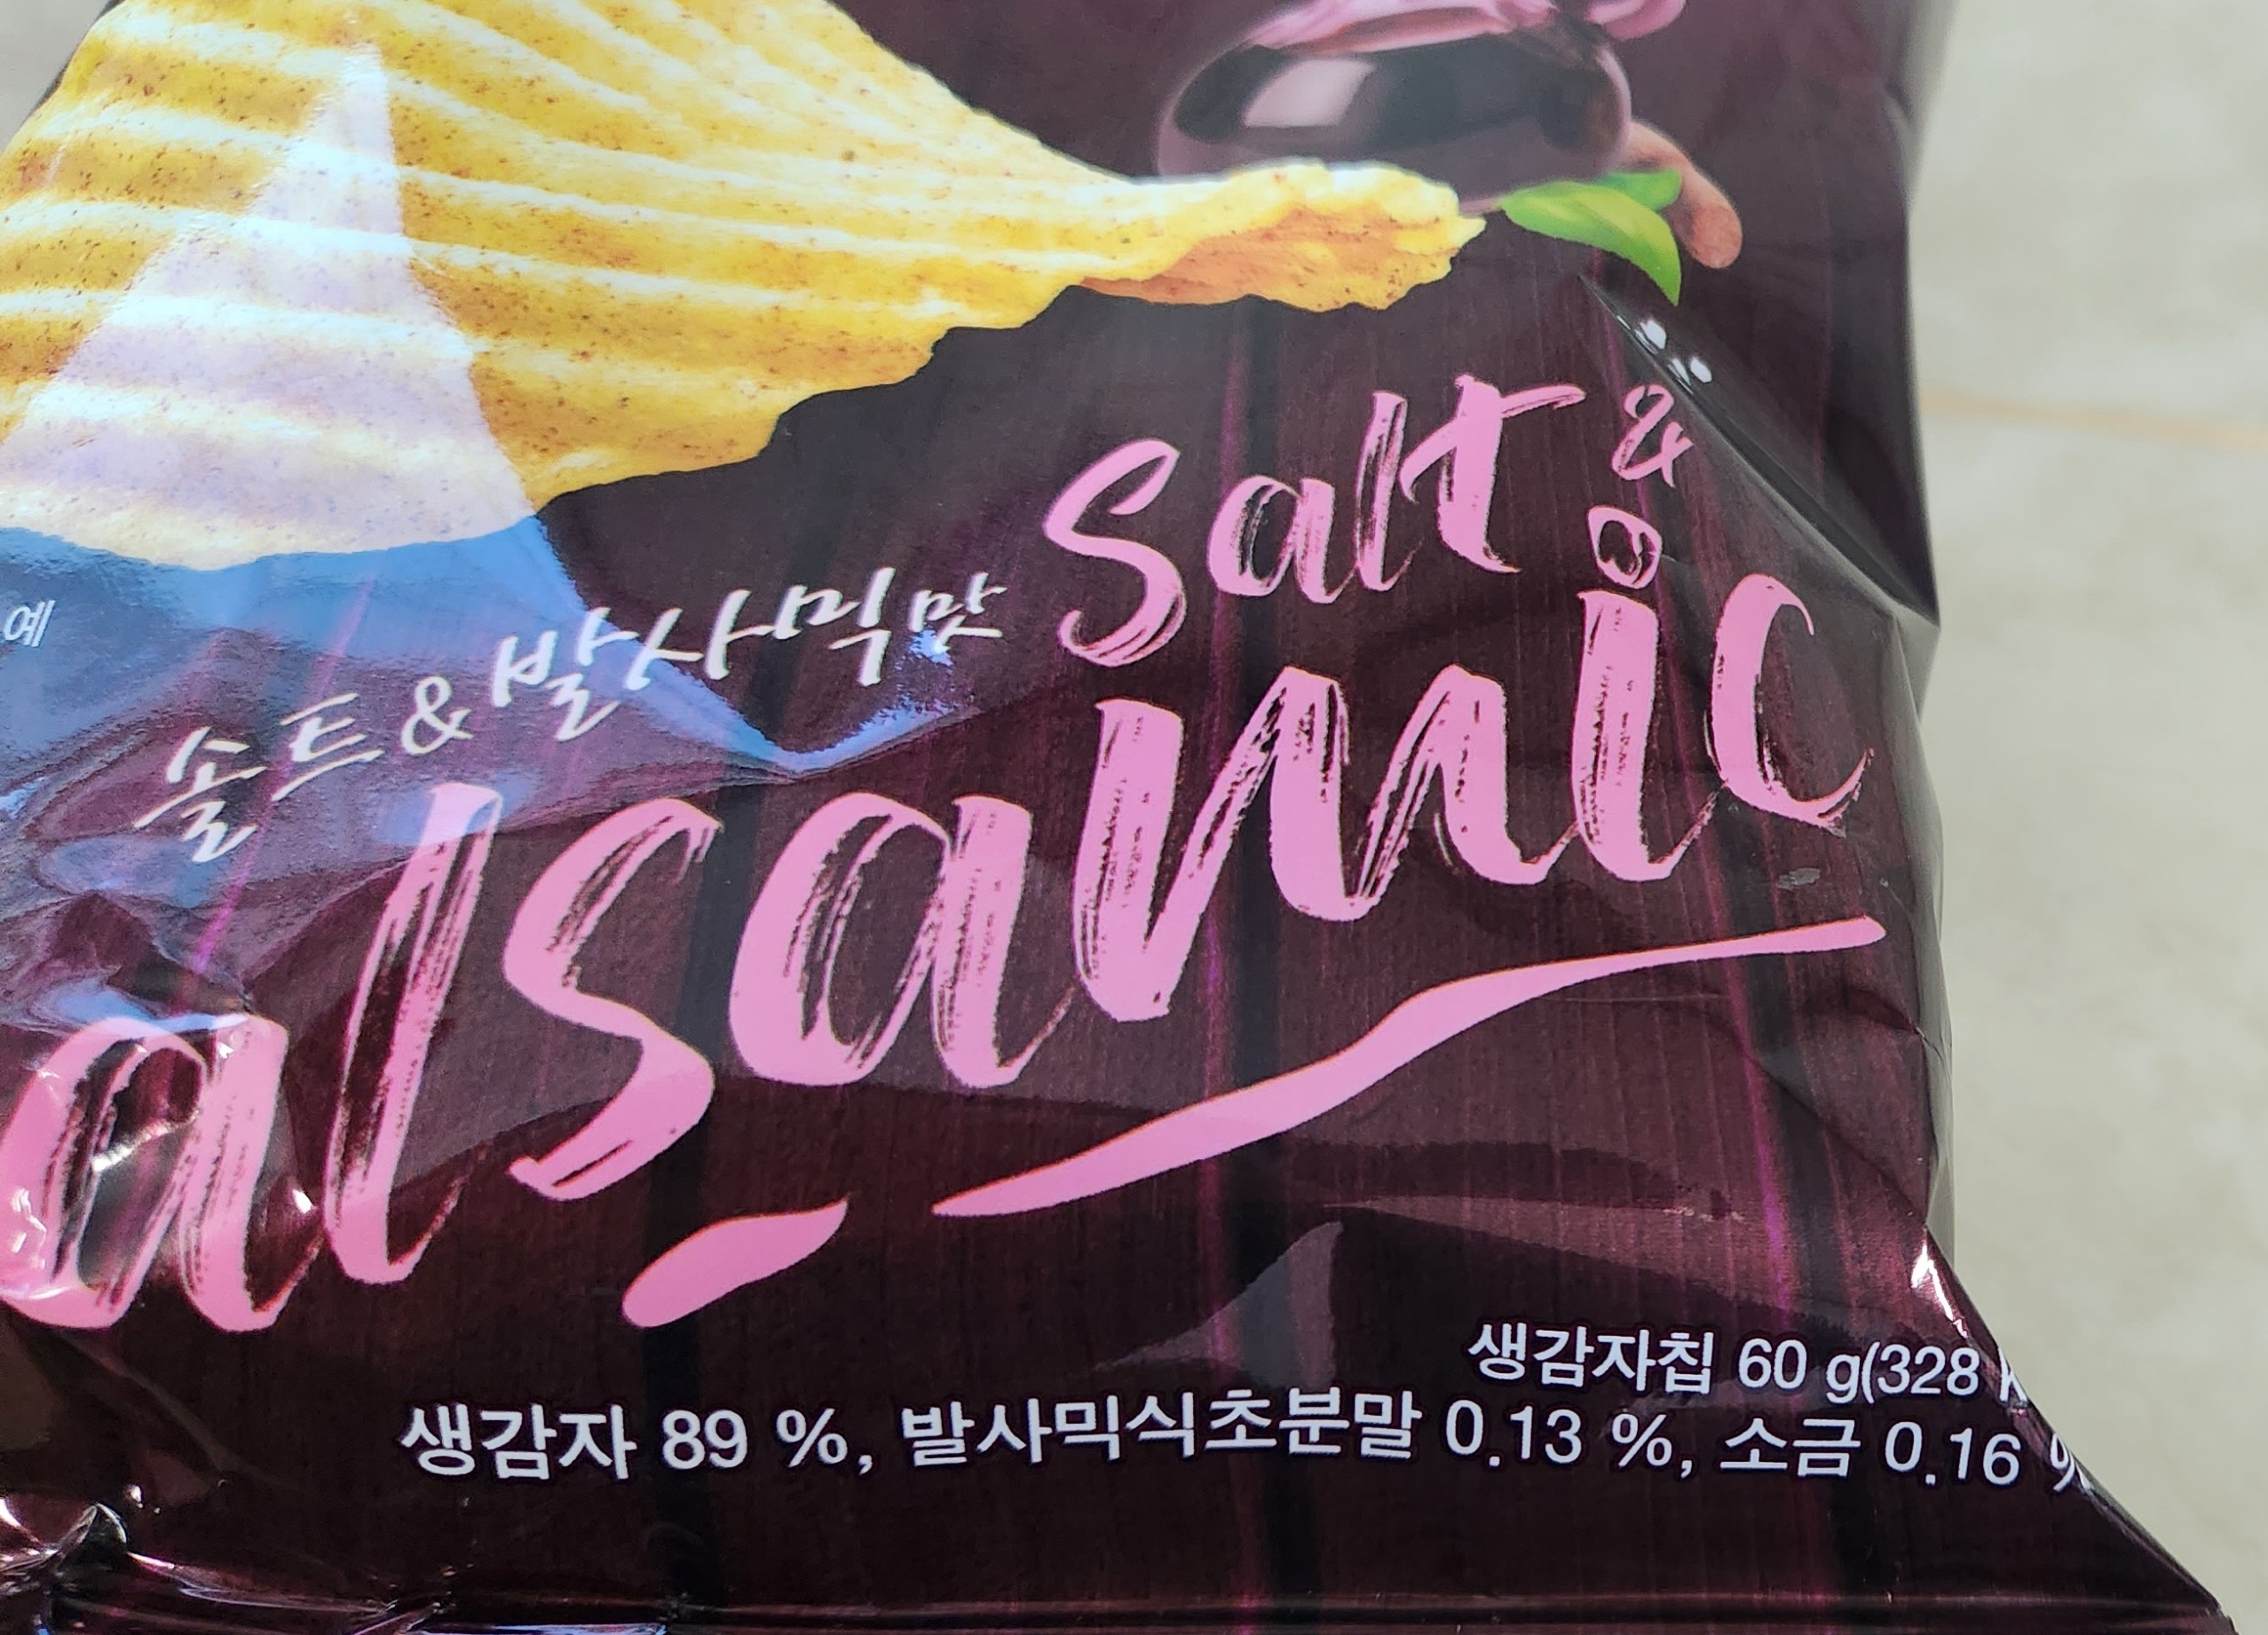 예
Salt &
솔트&발사믹맛
alsamic
생감자칩 60 g(328 k
생감자 89 %, 발사믹식초분말 0.13 %, 소금 0.16 %